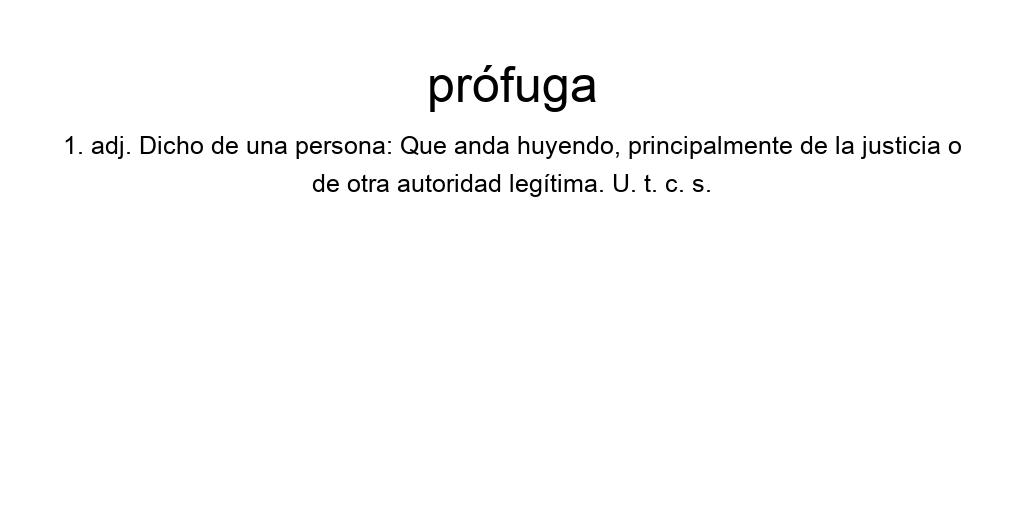 prófuga
1. adj. Dicho de una persona: Que anda huyendo, principalmente de la justicia o
de otra autoridad legítima. U. t. c. s.